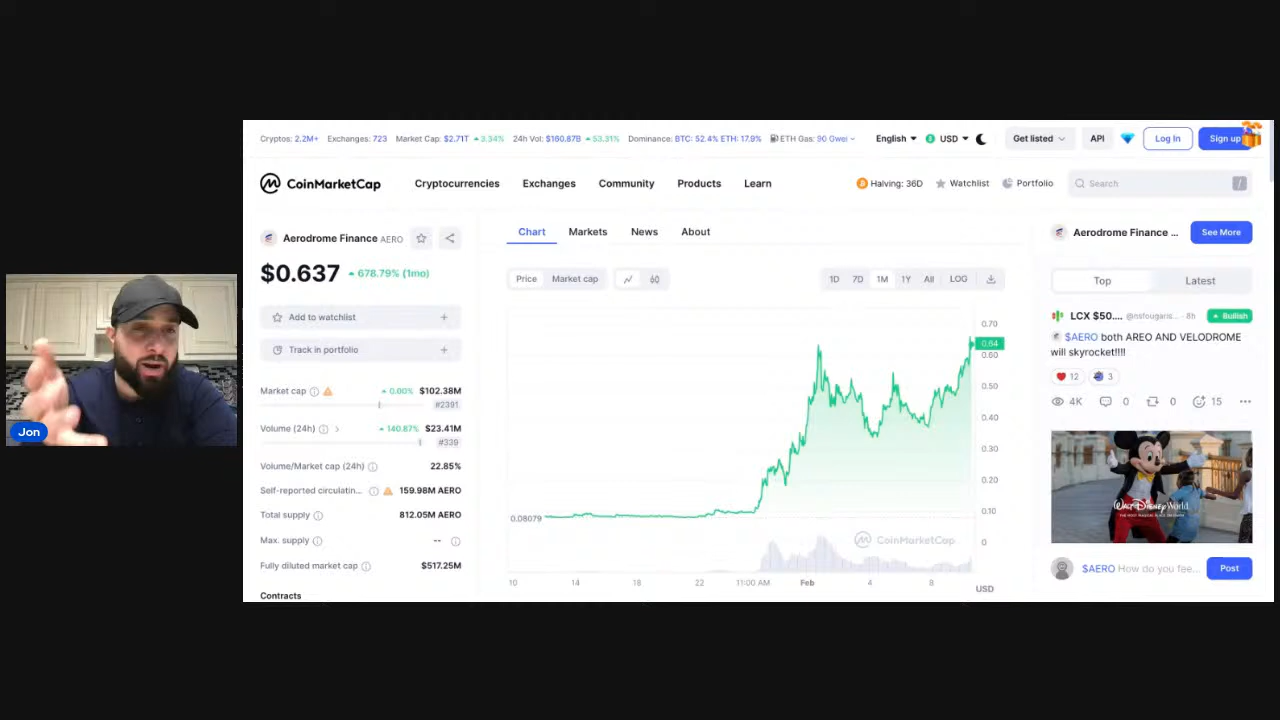 Cryptos: 2.2M+ Exchanges: 723 Market Cap: $2.71T 3.34% 24h Vol: $160.87B 53.31% Dominance: BTC: 52.4% ETH: 17.9% ETH Gas: 90 Gwei English USD Get listed API Log In Sign up
CoinMarketCap Cryptocurrencies Exchanges Community Products Learn Halving: 36D Watchlist Portfolio Search /
Aerodrome Finance AERO
$0.637 678.79% (1mo)
Add to watchlist +
Track in portfolio +
Market cap 0.00% $102.38M
#2391
Volume (24h) 140.87% $23.41M
#339
Volume/Market cap (24h) 22.85%
Self-reported circulatin... 159.98M AERO
Total supply 812.05M AERO
Max. supply --
Fully diluted market cap $517.25M
Contracts
Chart Markets News About
Price Market cap 1D 7D 1M 1Y All LOG
0.70
0.64
0.60
0.50
0.40
0.30
0.20
0.10
0
0.08079
CoinMarketCap
10 14 18 22 11:00 AM Feb 4 8
USD
Aerodrome Finance ... See More
Top Latest
LCX $50.... @nsfougaris... · 8h Bullish
$AERO both AREO AND VELODROME
will skyrocket!!!!
12 3
4K 0 0 15 ...
Walt Disney World
$AERO How do you fee... Post
Jon